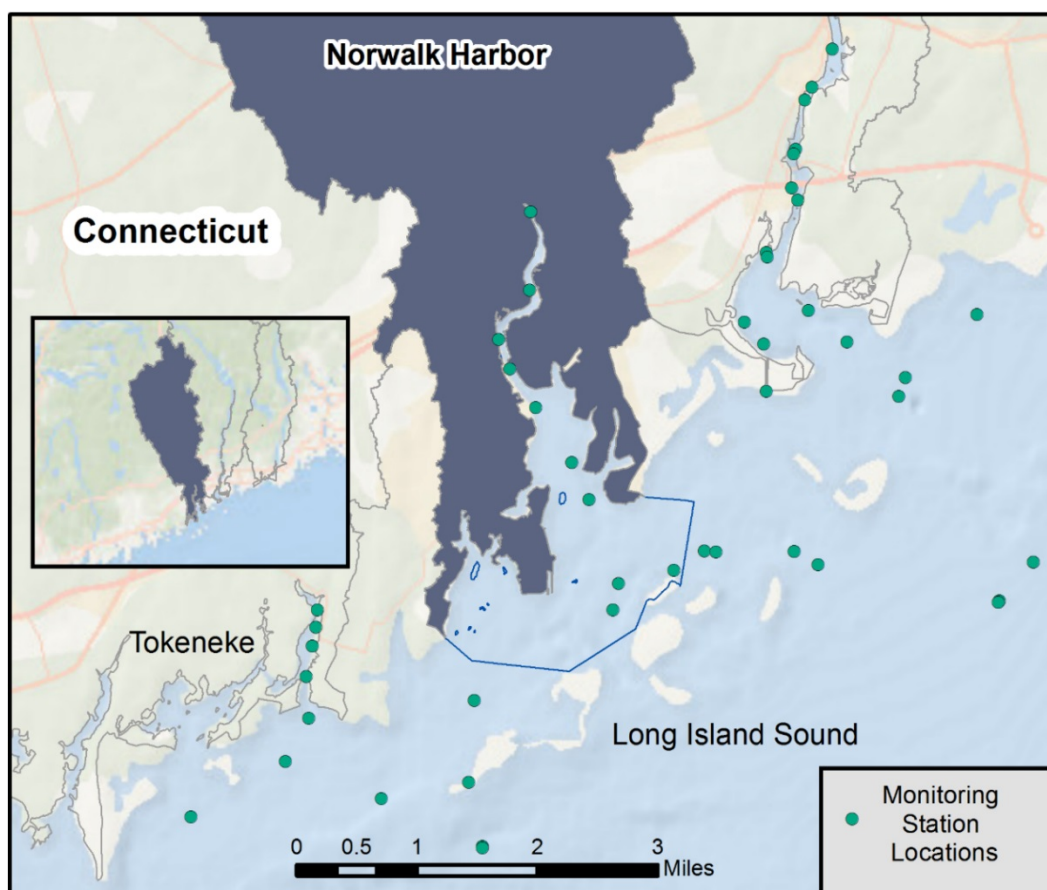 Norwalk Harbor
Connecticut
Tokeneke
Long Island Sound
0 0.5 1 2 3
Miles
Monitoring
Station
Locations